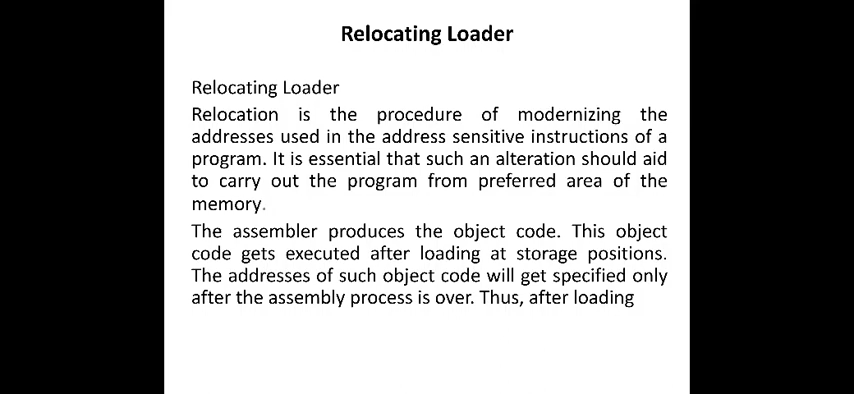 Relocating Loader
Relocating Loader
Relocation is the procedure of modernizing the
addresses used in the address sensitive instructions of a
program. It is essential that such an alteration should aid
to carry out the program from preferred area of the
memory.
The assembler produces the object code. This object
code gets executed after loading at storage positions.
The addresses of such object code will get specified only
after the assembly process is over. Thus, after loading